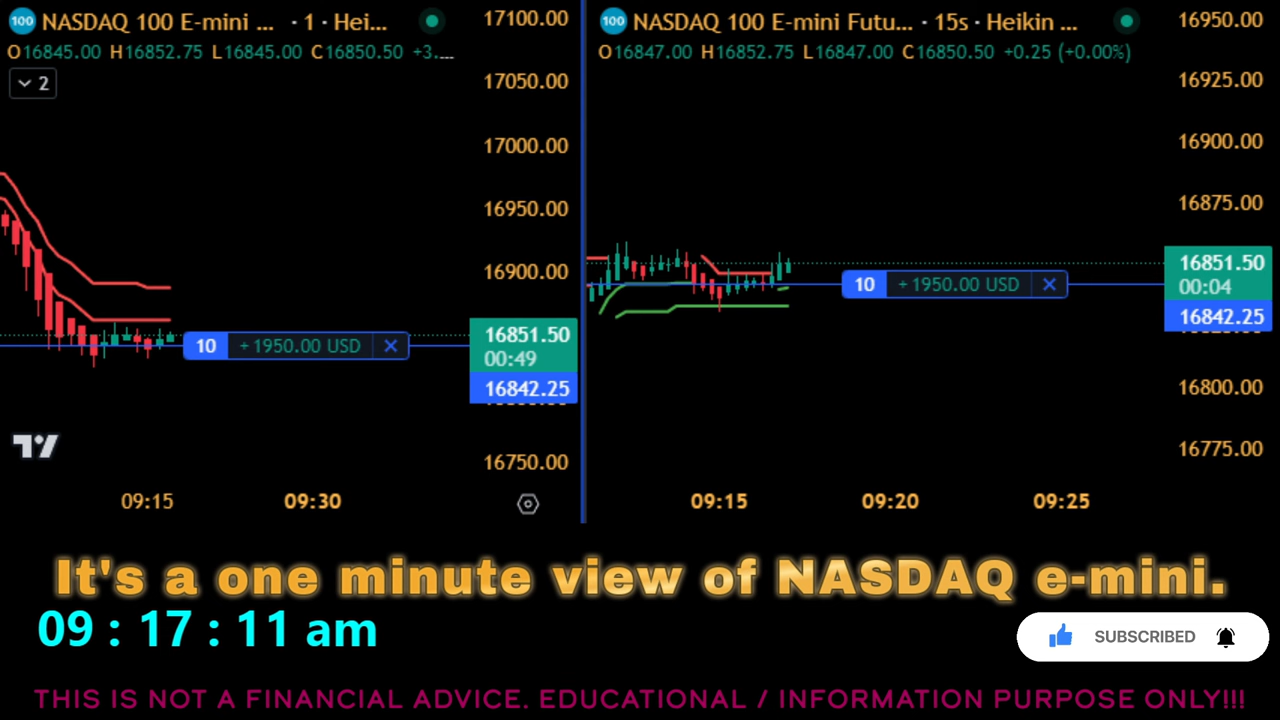 100 NASDAQ 100 E-mini ... · 1 · Hei...
O16845.00 H16852.75 L16845.00 C16850.50 +3....
2
17100.00
17050.00
17000.00
16950.00
16900.00
16851.50
00:49
16842.25
16750.00
10 +1950.00 USD ×
09:15 09:30
100 NASDAQ 100 E-mini Futu... · 15s · Heikin ...
O16847.00 H16852.75 L16847.00 C16850.50 +0.25 (+0.00%)
16950.00
16925.00
16900.00
16875.00
16851.50
00:04
16842.25
16800.00
16775.00
10 +1950.00 USD ×
09:15 09:20 09:25
It's a one minute view of NASDAQ e-mini.
09 : 17 : 11 am
SUBSCRIBED
THIS IS NOT A FINANCIAL ADVICE. EDUCATIONAL / INFORMATION PURPOSE ONLY!!!